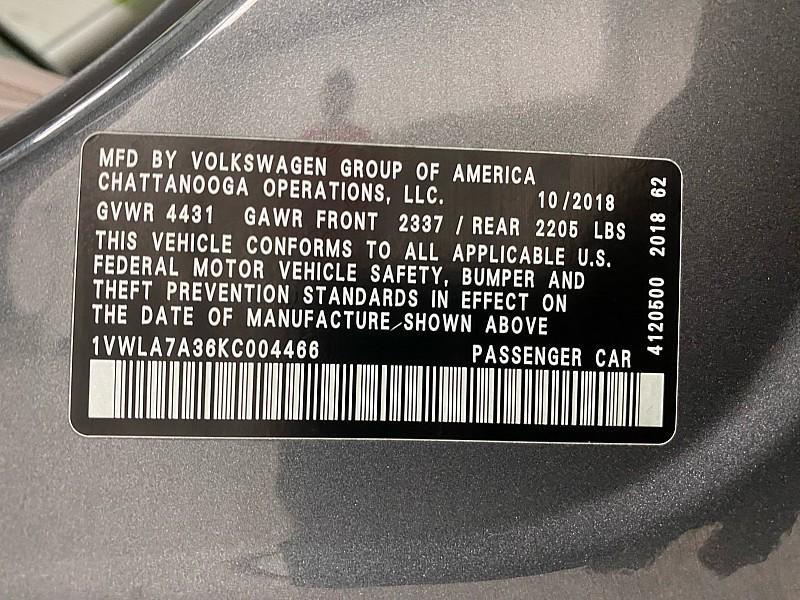 MFD BY VOLKSWAGEN GROUP OF AMERICA
CHATTANOOGA OPERATIONS, LLC. 10/2018
GVWR 4431 GAWR FRONT 2337 / REAR 2205 LBS
THIS VEHICLE CONFORMS TO ALL APPLICABLE U.S.
FEDERAL MOTOR VEHICLE SAFETY, BUMPER AND
THEFT PREVENTION STANDARDS IN EFFECT ON
THE DATE OF MANUFACTURE SHOWN ABOVE
1VWLA7A36KC004466 PASSENGER CAR
4120500 2018 62